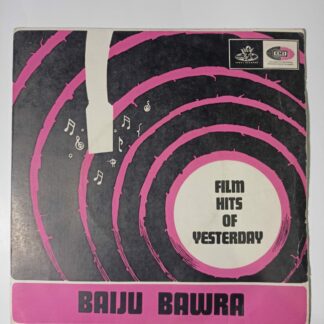 FILM
HITS
OF
YESTERDAY
BAIJU BAWRA